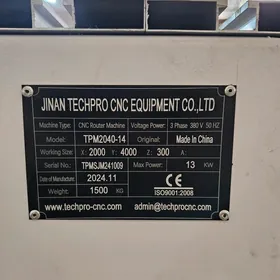 JINAN TECHPRO CNC EQUIPMENT CO.,LTD
Machine Type: CNC Router Machine Voltage Power: 3 Phase 380 V 50 HZ
Model: TPM2040-14 Original: Made In China
Working Size: X: 2000 Y: 4000 Z: 300 A:
Serial No.: TPMSJM241009 Max Power: 13 KW
Date of Manufacture: 2024.11 CE
Weight: 1500 KG ISO9001:2008
www.techpro-cnc.com admin@techprocnc.com